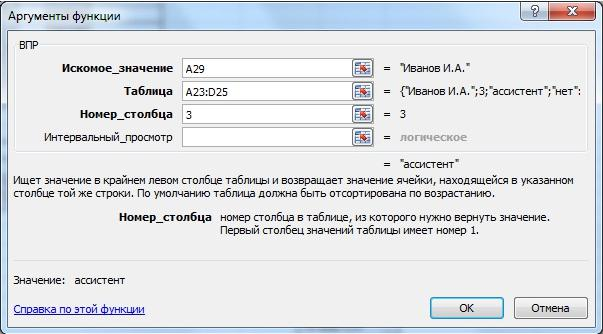 Аргументы функции
ВПР
Искомое_значение A29 = "Иванов И.А."
Таблица A23:D25 = {"Иванов И.А.";3;"ассистент";"нет":
Номер_столбца 3 = 3
Интервальный_просмотр = логическое
= "ассистент"
Ищет значение в крайнем левом столбце таблицы и возвращает значение ячейки, находящейся в указанном
столбце той же строки. По умолчанию таблица должна быть отсортирована по возрастанию.
Номер_столбца номер столбца в таблице, из которого нужно вернуть значение.
Первый столбец значений таблицы имеет номер 1.
Значение: ассистент
Справка по этой функции OK Отмена